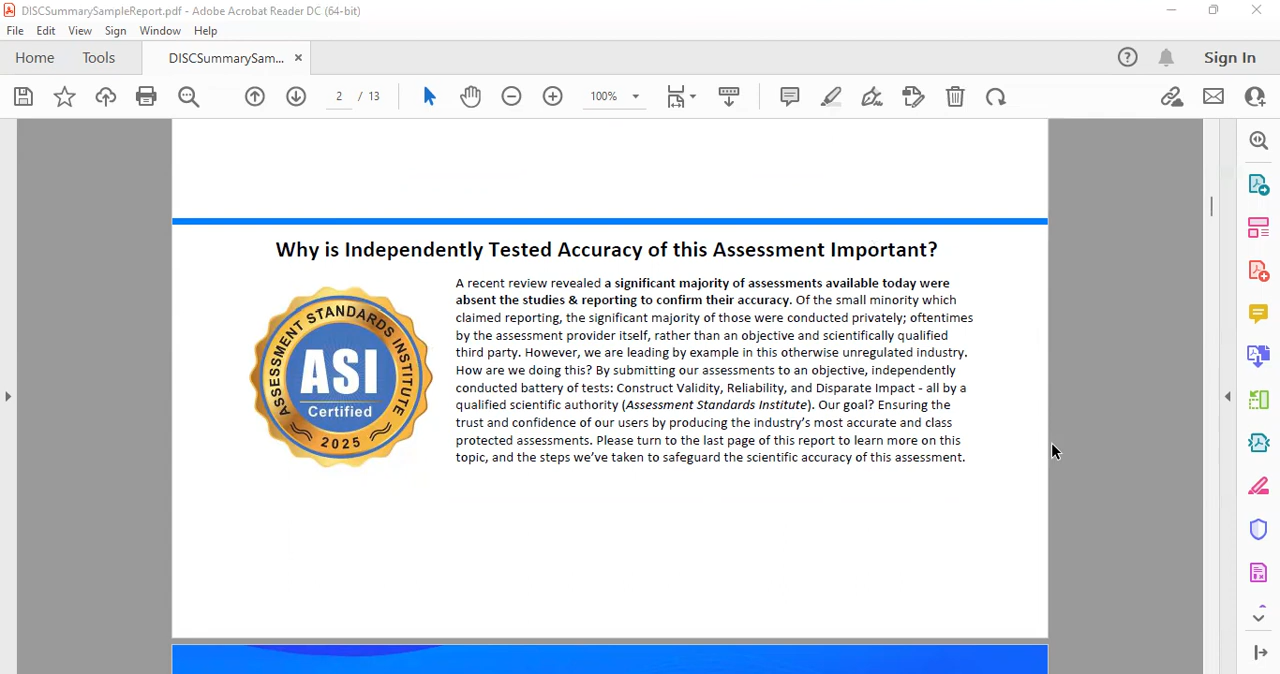 DISCSummarySampleReport.pdf - Adobe Acrobat Reader DC (64-bit)
File Edit View Sign Window Help
Home Tools DISCSummarySam... × Sign In
2 / 13 100%
Why is Independently Tested Accuracy of this Assessment Important?
ASSESSMENT STANDARDS INSTITUTE
ASI
Certified
2025
A recent review revealed a significant majority of assessments available today were
absent the studies & reporting to confirm their accuracy. Of the small minority which
claimed reporting, the significant majority of those were conducted privately; oftentimes
by the assessment provider itself, rather than an objective and scientifically qualified
third party. However, we are leading by example in this otherwise unregulated industry.
How are we doing this? By submitting our assessments to an objective, independently
conducted battery of tests: Construct Validity, Reliability, and Disparate Impact - all by a
qualified scientific authority (Assessment Standards Institute). Our goal? Ensuring the
trust and confidence of our users by producing the industry's most accurate and class
protected assessments. Please turn to the last page of this report to learn more on this
topic, and the steps we've taken to safeguard the scientific accuracy of this assessment.